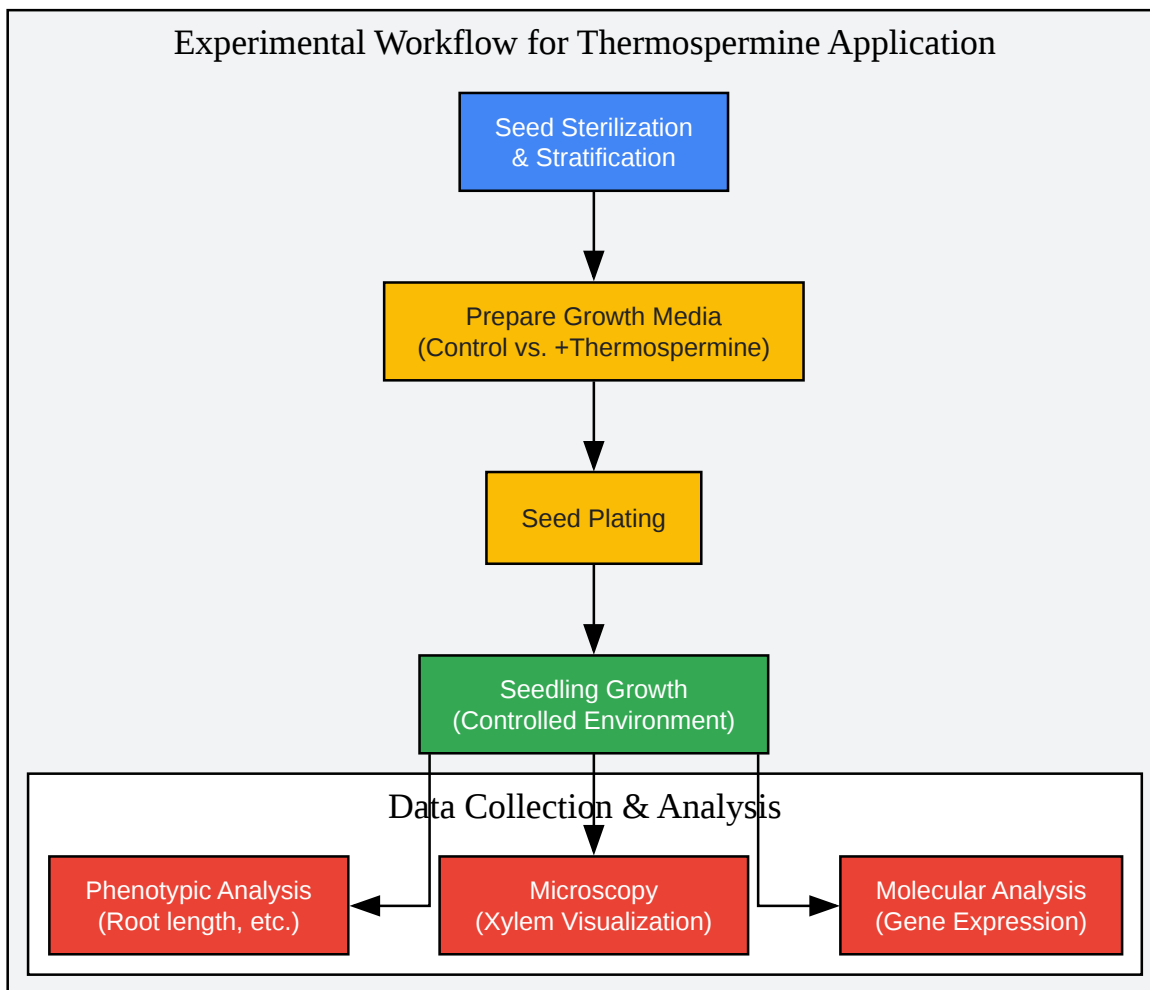 Experimental Workflow for Thermospermine Application
Seed Sterilization
& Stratification
Prepare Growth Media
(Control vs. +Thermospermine)
Seed Plating
Seedling Growth
(Controlled Environment)
Data Collection & Analysis
Phenotypic Analysis
(Root length, etc.)
Microscopy
(Xylem Visualization)
Molecular Analysis
(Gene Expression)